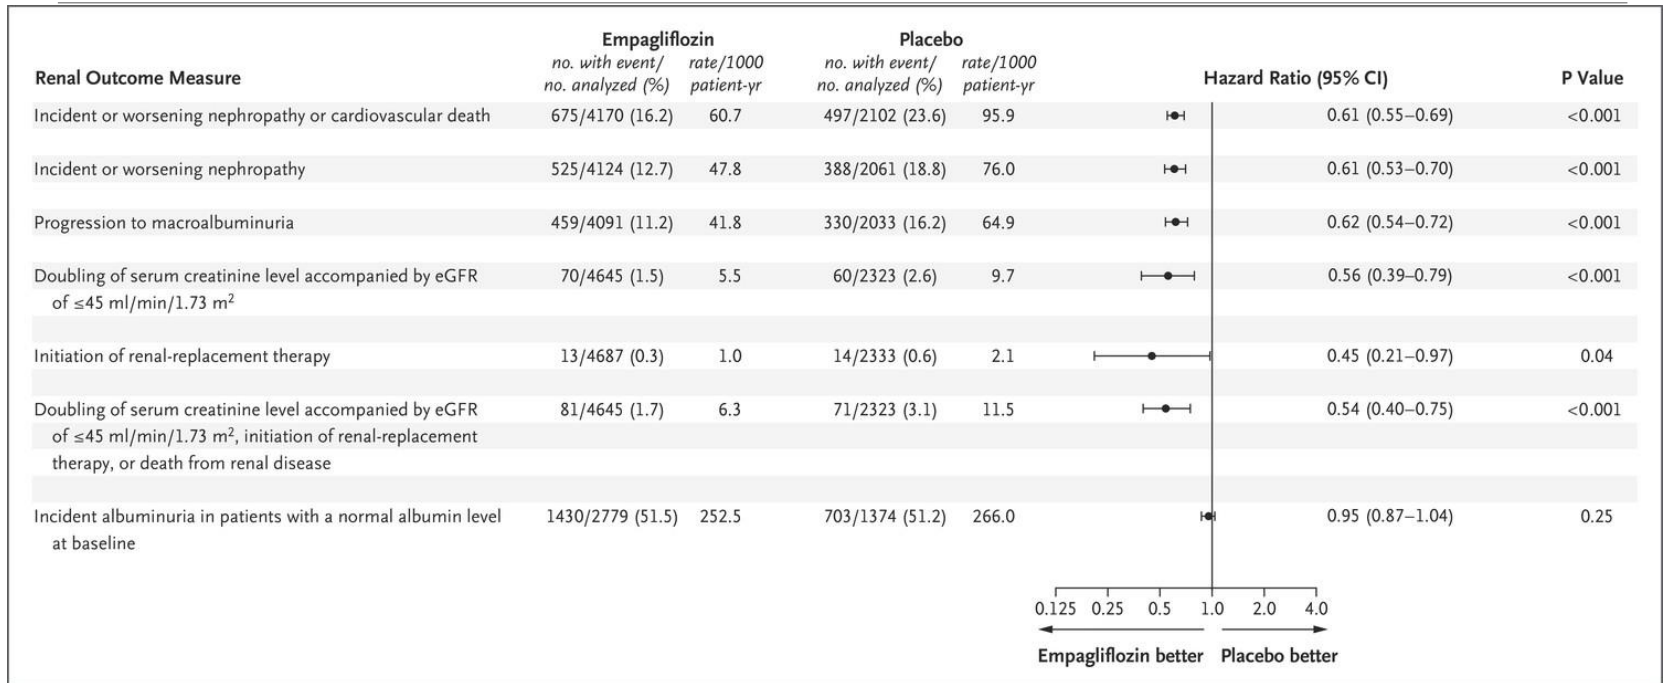 Empagliflozin Placebo
no. with event/ rate/1000 no. with event/ rate/1000
Renal Outcome Measure no. analyzed (%) patient-yr no. analyzed (%) patient-yr Hazard Ratio (95% CI) P Value
Incident or worsening nephropathy or cardiovascular death 675/4170 (16.2) 60.7 497/2102 (23.6) 95.9 0.61 (0.55–0.69) <0.001
Incident or worsening nephropathy 525/4124 (12.7) 47.8 388/2061 (18.8) 76.0 0.61 (0.53–0.70) <0.001
Progression to macroalbuminuria 459/4091 (11.2) 41.8 330/2033 (16.2) 64.9 0.62 (0.54–0.72) <0.001
Doubling of serum creatinine level accompanied by eGFR 70/4645 (1.5) 5.5 60/2323 (2.6) 9.7 0.56 (0.39–0.79) <0.001
of ≤45 ml/min/1.73 m²
Initiation of renal-replacement therapy 13/4687 (0.3) 1.0 14/2333 (0.6) 2.1 0.45 (0.21–0.97) 0.04
Doubling of serum creatinine level accompanied by eGFR 81/4645 (1.7) 6.3 71/2323 (3.1) 11.5 0.54 (0.40–0.75) <0.001
of ≤45 ml/min/1.73 m², initiation of renal-replacement
therapy, or death from renal disease
Incident albuminuria in patients with a normal albumin level 1430/2779 (51.5) 252.5 703/1374 (51.2) 266.0 0.95 (0.87–1.04) 0.25
at baseline
0.125 0.25 0.5 1.0 2.0 4.0
Empagliflozin better Placebo better